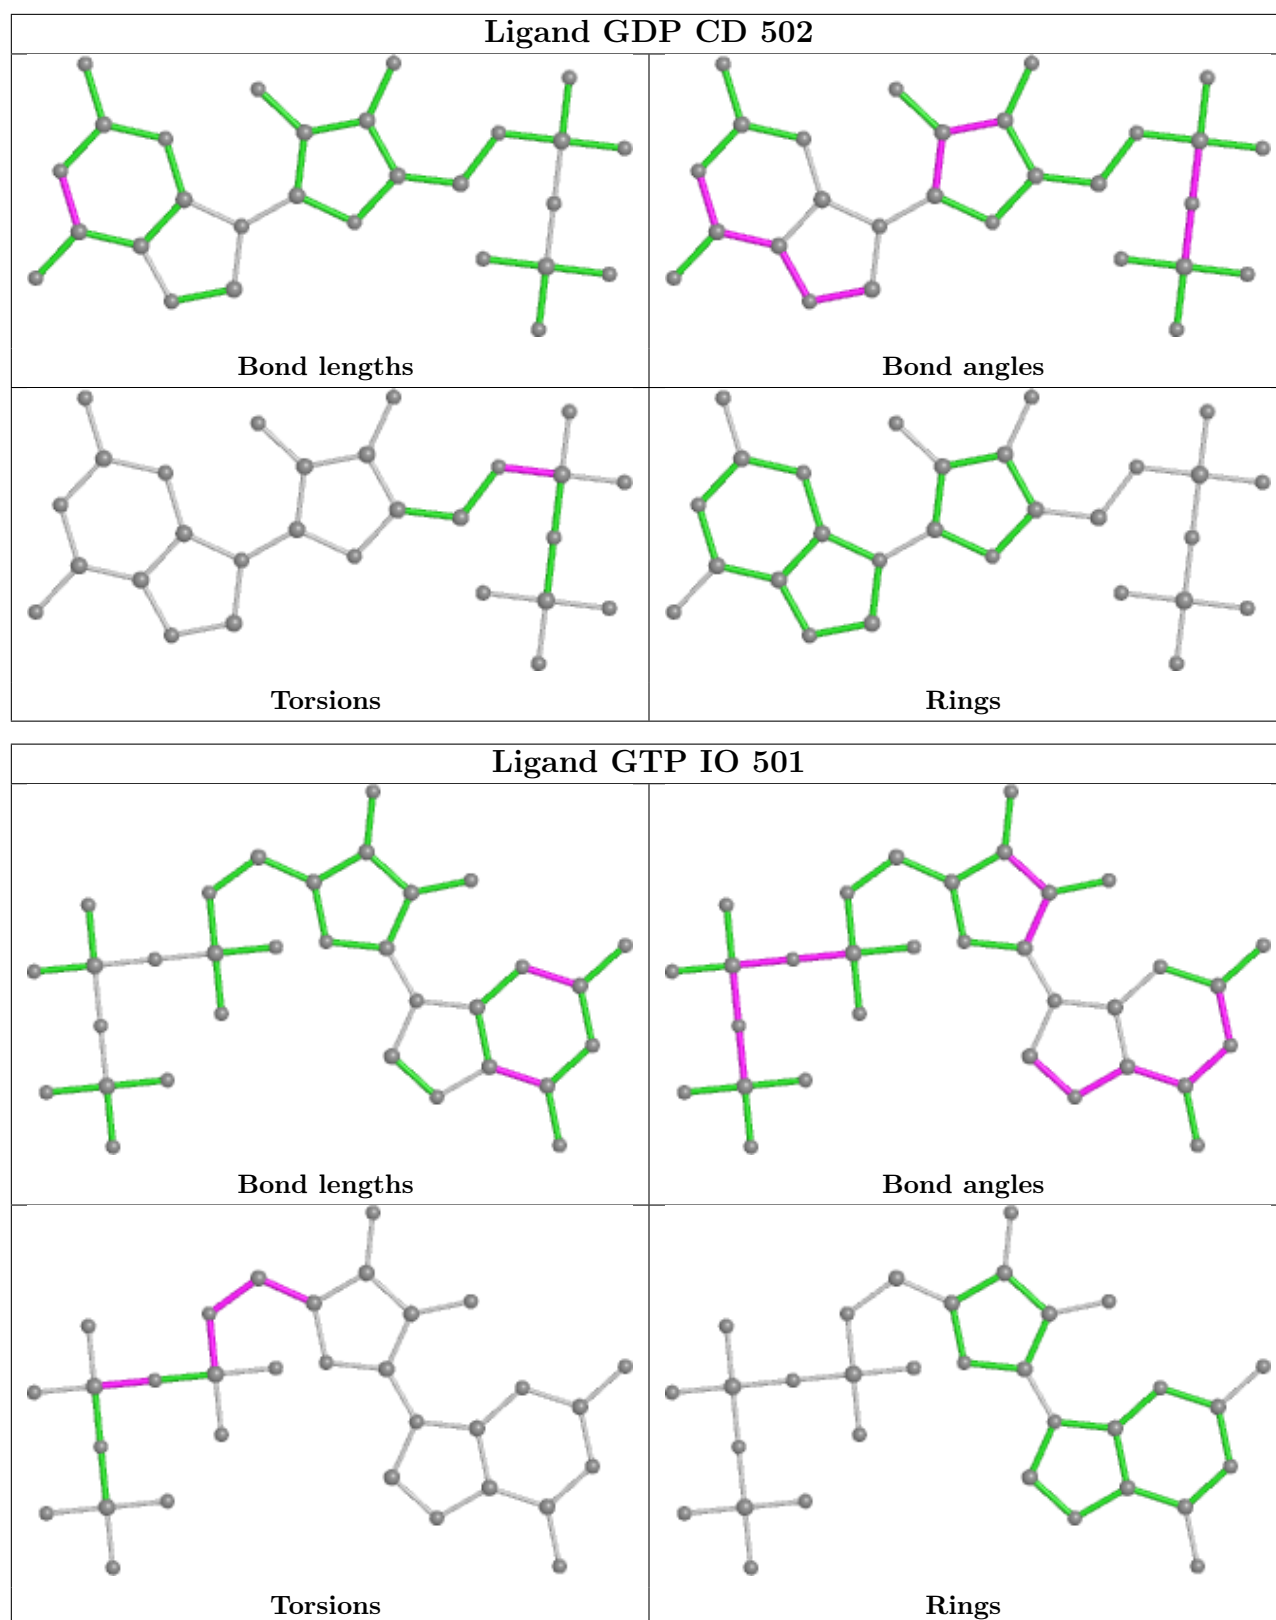 Ligand GDP CD 502
Bond lengths
Bond angles
Torsions
Rings
Ligand GTP IO 501
Bond lengths
Bond angles
Torsions
Rings